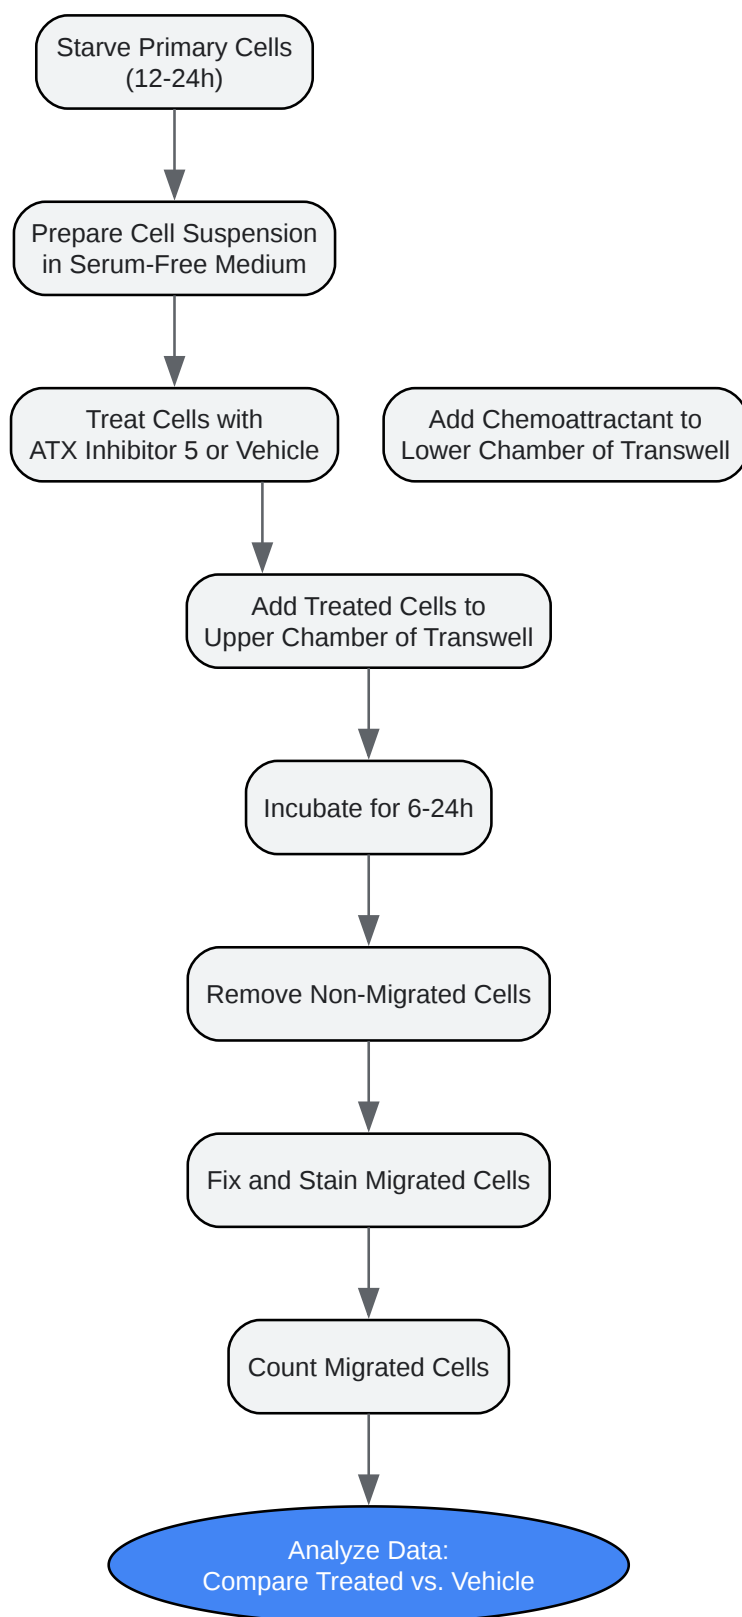 Starve Primary Cells
(12-24h)
Prepare Cell Suspension
in Serum-Free Medium
Treat Cells with
ATX Inhibitor 5 or Vehicle
Add Chemoattractant to
Lower Chamber of Transwell
Add Treated Cells to
Upper Chamber of Transwell
Incubate for 6-24h
Remove Non-Migrated Cells
Fix and Stain Migrated Cells
Count Migrated Cells
Analyze Data:
Compare Treated vs. Vehicle